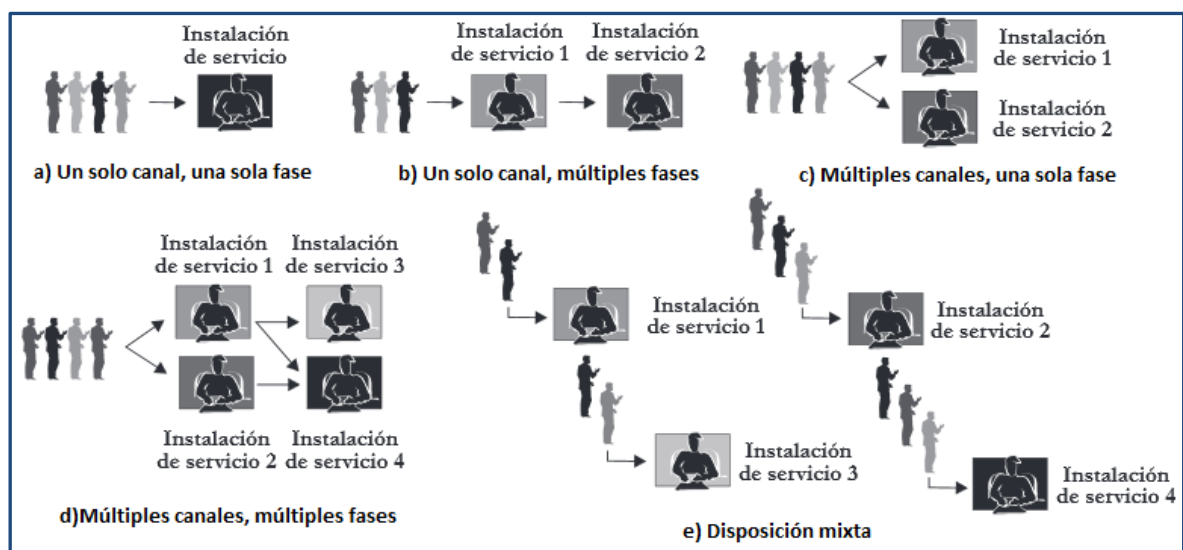 Instalación
de servicio
a) Un solo canal, una sola fase
Instalación
de servicio 1
Instalación
de servicio 2
b) Un solo canal, múltiples fases
Instalación
de servicio 1
Instalación
de servicio 2
c) Múltiples canales, una sola fase
Instalación
de servicio 1
Instalación
de servicio 3
Instalación
de servicio 2
Instalación
de servicio 4
d)Múltiples canales, múltiples fases
Instalación
de servicio 1
Instalación
de servicio 2
Instalación
de servicio 3
Instalación
de servicio 4
e) Disposición mixta